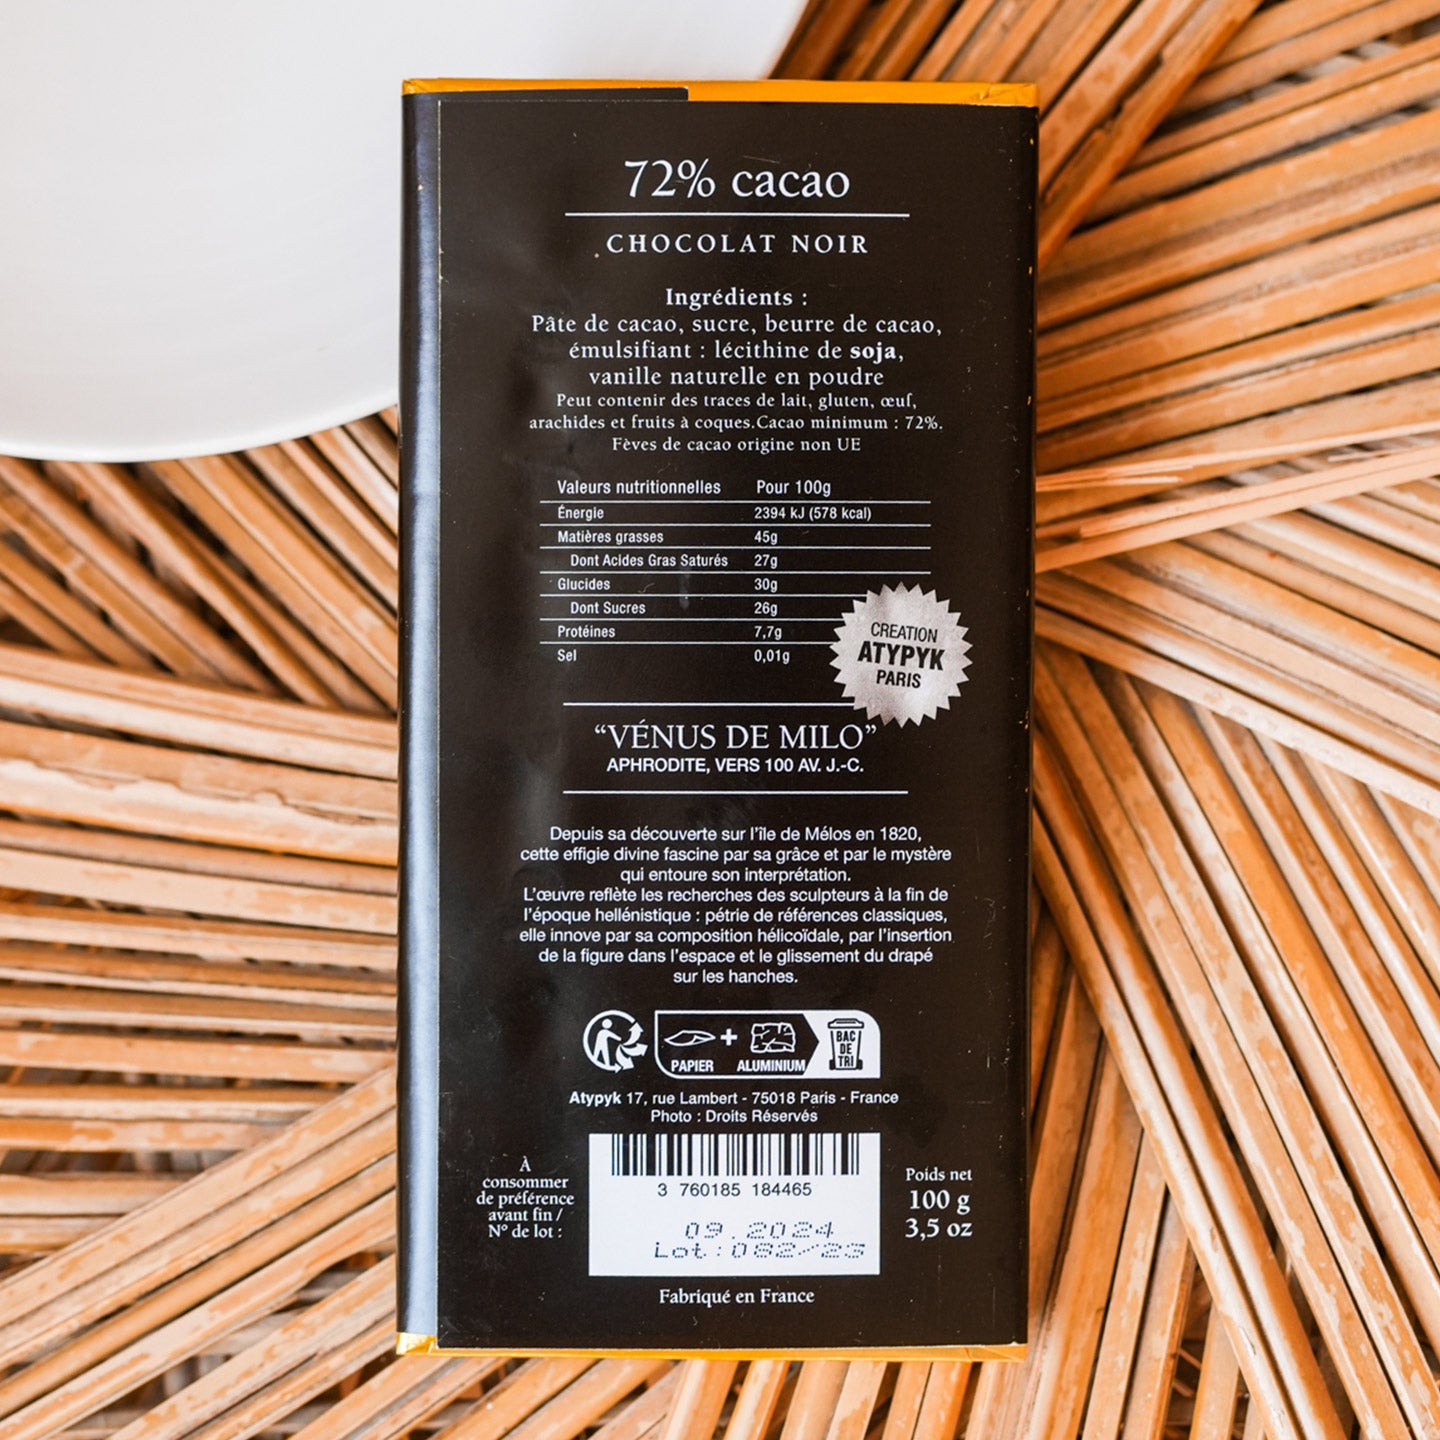 72% cacao
CHOCOLAT NOIR
Ingrédients :
Pâte de cacao, sucre, beurre de cacao,
émulsifiant : lécithine de soja,
vanille naturelle en poudre
Peut contenir des traces de lait, gluten, œuf,
arachides et fruits à coques.Cacao minimum : 72%.
Fèves de cacao origine non UE
Valeurs nutritionnelles Pour 100g
Énergie 2394 kJ (578 kcal)
Matières grasses 45g
Dont Acides Gras Saturés 27g
Glucides 30g
Dont Sucres 26g
Protéines 7,7g
Sel 0,01g
CREATION
ATYPYK
PARIS
“VÉNUS DE MILO”
APHRODITE, VERS 100 AV. J.-C.
Depuis sa découverte sur l’île de Mélos en 1820,
cette effigie divine fascine par sa grâce et par le mystère
qui entoure son interprétation.
L’œuvre reflète les recherches des sculpteurs à la fin de
l’époque hellénistique : pétrie de références classiques,
elle innove par sa composition hélicoïdale, par l’insertion
de la figure dans l’espace et le glissement du drapé
sur les hanches.
PAPIER + ALUMINIUM
BAC
DE
TRI
Atypyk 17, rue Lambert - 75018 Paris - France
Photo : Droits Réservés
À
consommer
de préférence
avant fin /
N° de lot :
3 760185 184465
09.2024
Lot:082/23
Poids net
100 g
3,5 oz
Fabriqué en France